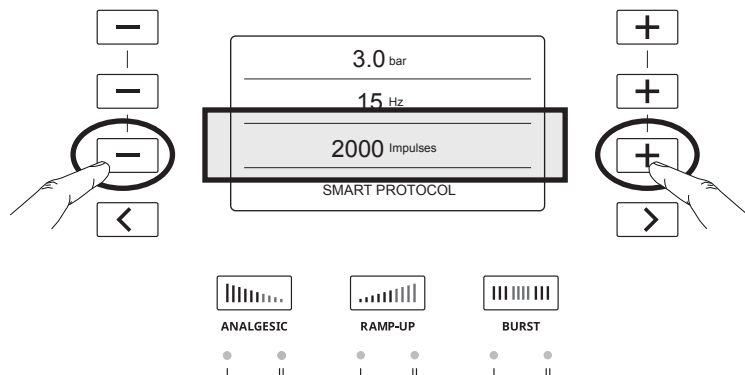 3.0 bar
15 Hz
2000 Impulses
SMART PROTOCOL
ANALGESIC RAMP-UP BURST
I II I II I II